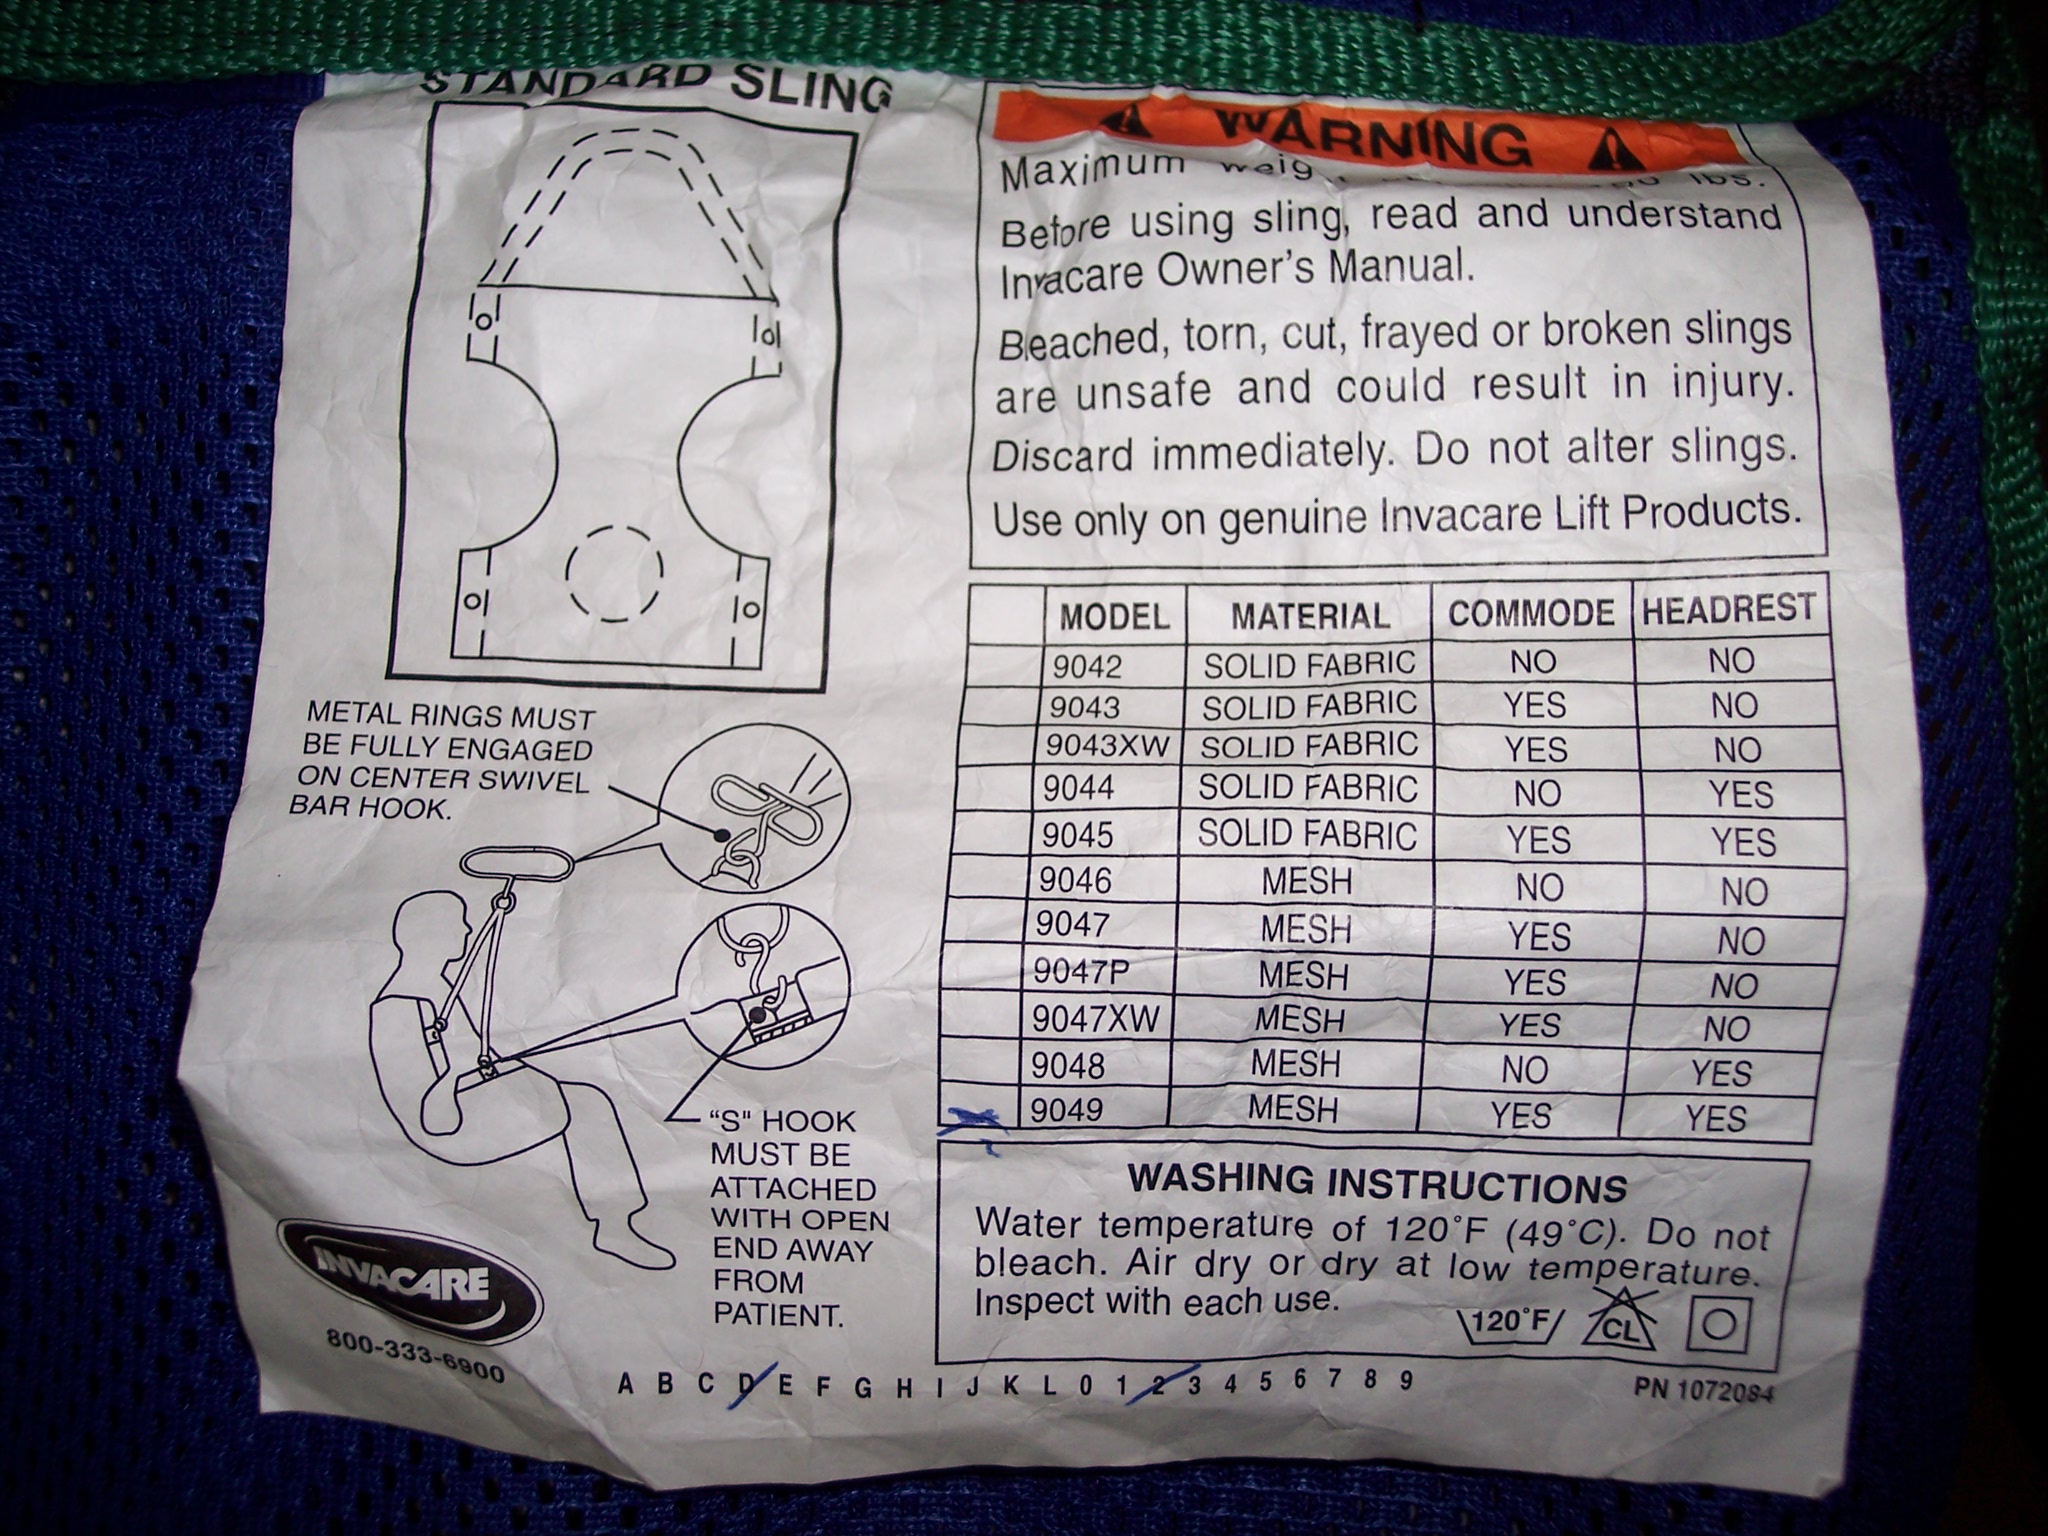 STANDARD SLING
WARNING
Maximum lbs.
Before using sling, read and understand
Invacare Owner's Manual.
Bleached, torn, cut, frayed or broken slings
are unsafe and could result in injury.
Discard immediately. Do not alter slings.
Use only on genuine Invacare Lift Products.
MODEL MATERIAL COMMODE HEADREST
9042 SOLID FABRIC NO NO
9043 SOLID FABRIC YES NO
9043XW SOLID FABRIC YES NO
9044 SOLID FABRIC NO YES
9045 SOLID FABRIC YES YES
9046 MESH NO NO
9047 MESH YES NO
9047P MESH YES NO
9047XW MESH YES NO
9048 MESH NO YES
9049 MESH YES YES
METAL RINGS MUST
BE FULLY ENGAGED
ON CENTER SWIVEL
BAR HOOK.
"S" HOOK
MUST BE
ATTACHED
WITH OPEN
END AWAY
FROM
PATIENT.
INVACARE
800-333-6900
WASHING INSTRUCTIONS
Water temperature of 120°F (49°C). Do not
bleach. Air dry or dry at low temperature.
Inspect with each use.
120°F CL
A B C D E F G H I J K L 0 1 2 3 4 5 6 7 8 9
PN 1072084